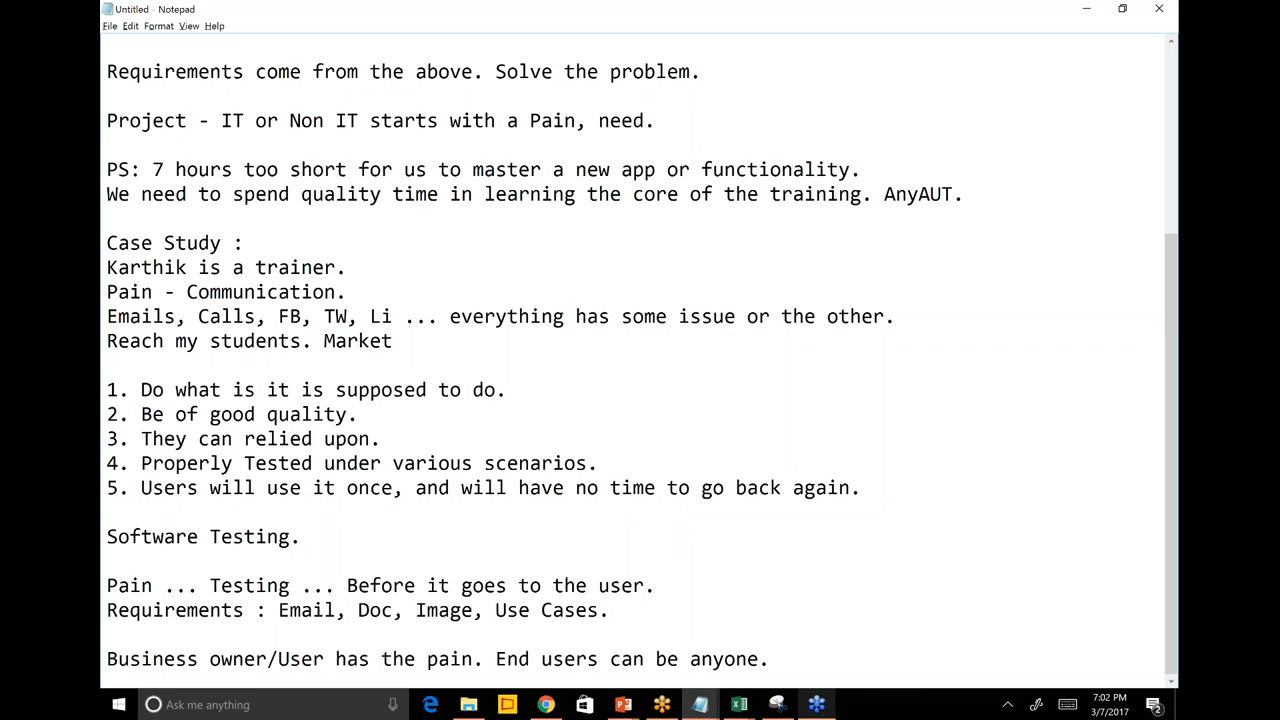 Untitled - Notepad
File Edit Format View Help
Requirements come from the above. Solve the problem.
Project - IT or Non IT starts with a Pain, need.
PS: 7 hours too short for us to master a new app or functionality.
We need to spend quality time in learning the core of the training. AnyAUT.
Case Study :
Karthik is a trainer.
Pain - Communication.
Emails, Calls, FB, TW, Li ... everything has some issue or the other.
Reach my students. Market
1. Do what is it is supposed to do.
2. Be of good quality.
3. They can relied upon.
4. Properly Tested under various scenarios.
5. Users will use it once, and will have no time to go back again.
Software Testing.
Pain ... Testing ... Before it goes to the user.
Requirements : Email, Doc, Image, Use Cases.
Business owner/User has the pain. End users can be anyone.
Ask me anything
7:02 PM
3/7/2017
2